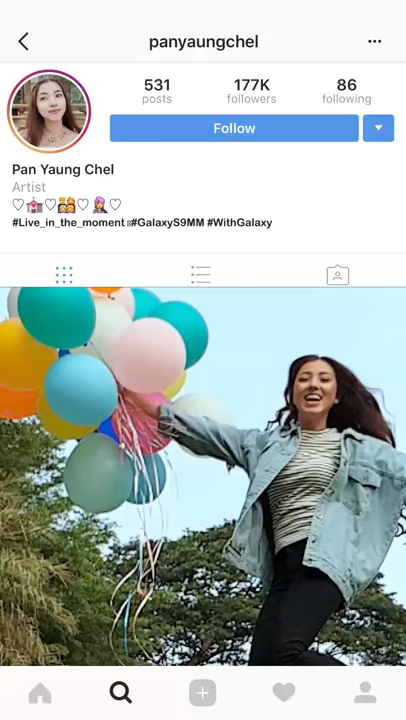 panyaungchel
531 177K 86
posts followers following
Follow
Pan Yaung Chel
Artist
#Live_in_the_moment #GalaxyS9MM #WithGalaxy